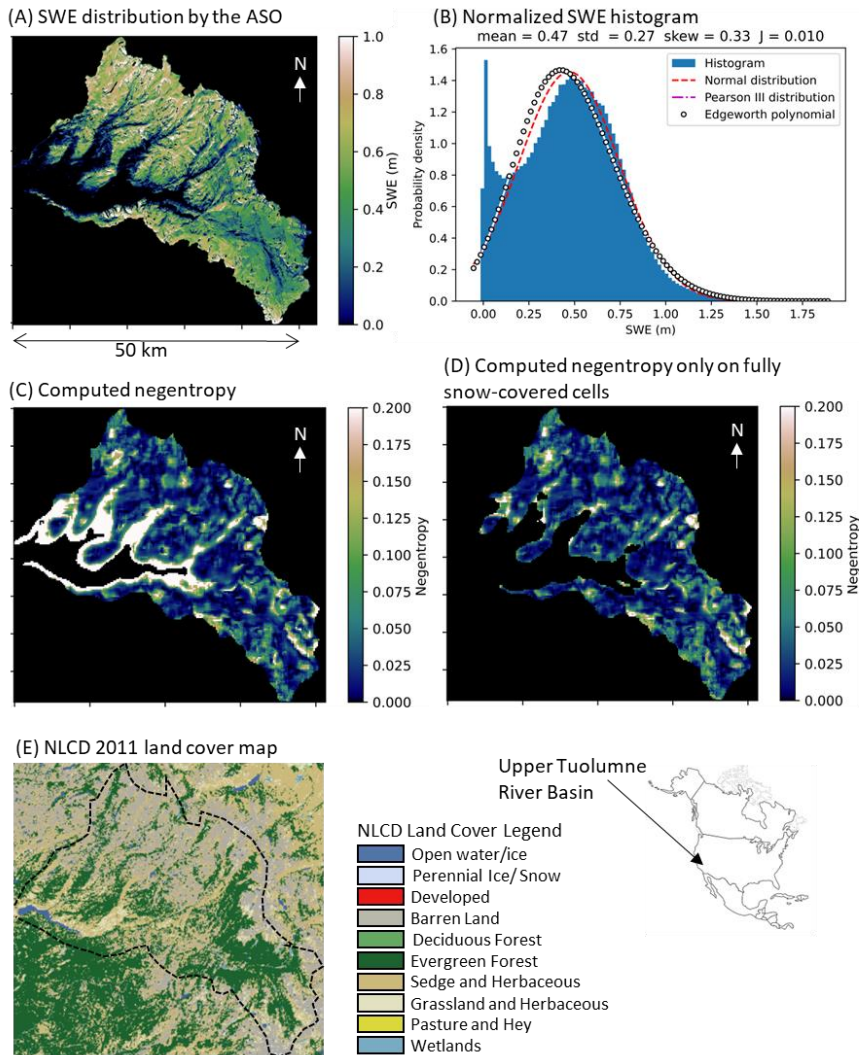 (A) SWE distribution by the ASO
N
1.0
0.8
0.6
0.4
0.2
0.0
SWE (m)
50 km
(B) Normalized SWE histogram
mean = 0.47 std = 0.27 skew = 0.33 J = 0.010
Histogram
Normal distribution
Pearson III distribution
Edgeworth polynomial
Probability density
1.6
1.4
1.2
1.0
0.8
0.6
0.4
0.2
0.0
0.00 0.25 0.50 0.75 1.00 1.25 1.50 1.75
SWE (m)
(C) Computed negentropy
N
0.200
0.175
0.150
0.125
0.100
0.075
0.050
0.025
0.000
Negentropy
(D) Computed negentropy only on fully
snow-covered cells
N
0.200
0.175
0.150
0.125
0.100
0.075
0.050
0.025
0.000
Negentropy
(E) NLCD 2011 land cover map
NLCD Land Cover Legend
Open water/ice
Perennial Ice/ Snow
Developed
Barren Land
Deciduous Forest
Evergreen Forest
Sedge and Herbaceous
Grassland and Herbaceous
Pasture and Hey
Wetlands
Upper Tuolumne
River Basin